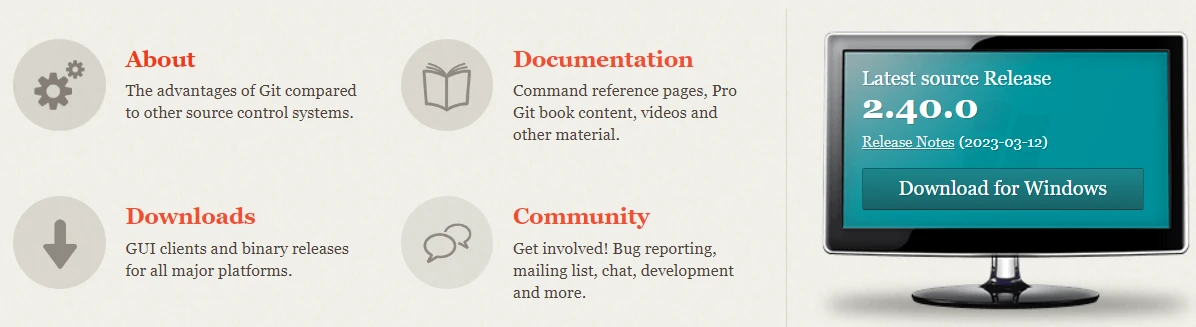 About
The advantages of Git compared
to other source control systems.
Documentation
Command reference pages, Pro
Git book content, videos and
other material.
Downloads
GUI clients and binary releases
for all major platforms.
Community
Get involved! Bug reporting,
mailing list, chat, development
and more.
Latest source Release
2.40.0
Release Notes (2023-03-12)
Download for Windows